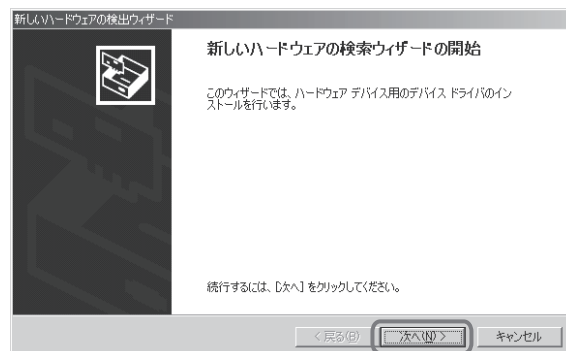 新しいハードウェアの検出ウィザード
新しいハードウェアの検索ウィザードの開始
このウィザードでは、ハードウェア デバイス用のデバイス ドライバのイン
ストールを行います。
続行するには、[次へ] をクリックしてください。
< 戻る(B)
次へ(N) >
キャンセル